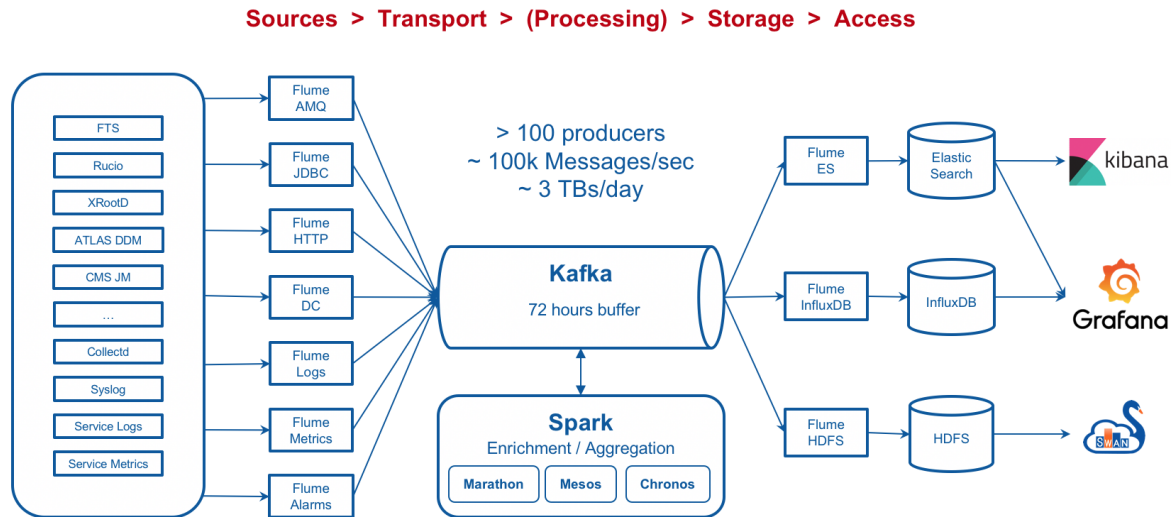 Sources > Transport > (Processing) > Storage > Access
FTS
Rucio
XRootD
ATLAS DDM
CMS JM
...
Collectd
Syslog
Service Logs
Service Metrics
Flume
AMQ
Flume
JDBC
Flume
HTTP
Flume
DC
Flume
Logs
Flume
Metrics
Flume
Alarms
> 100 producers
~ 100k Messages/sec
~ 3 TBs/day
Kafka
72 hours buffer
Spark
Enrichment / Aggregation
Marathon
Mesos
Chronos
Flume
ES
Flume
InfluxDB
Flume
HDFS
Elastic
Search
InfluxDB
HDFS
kibana
Grafana
SWAN